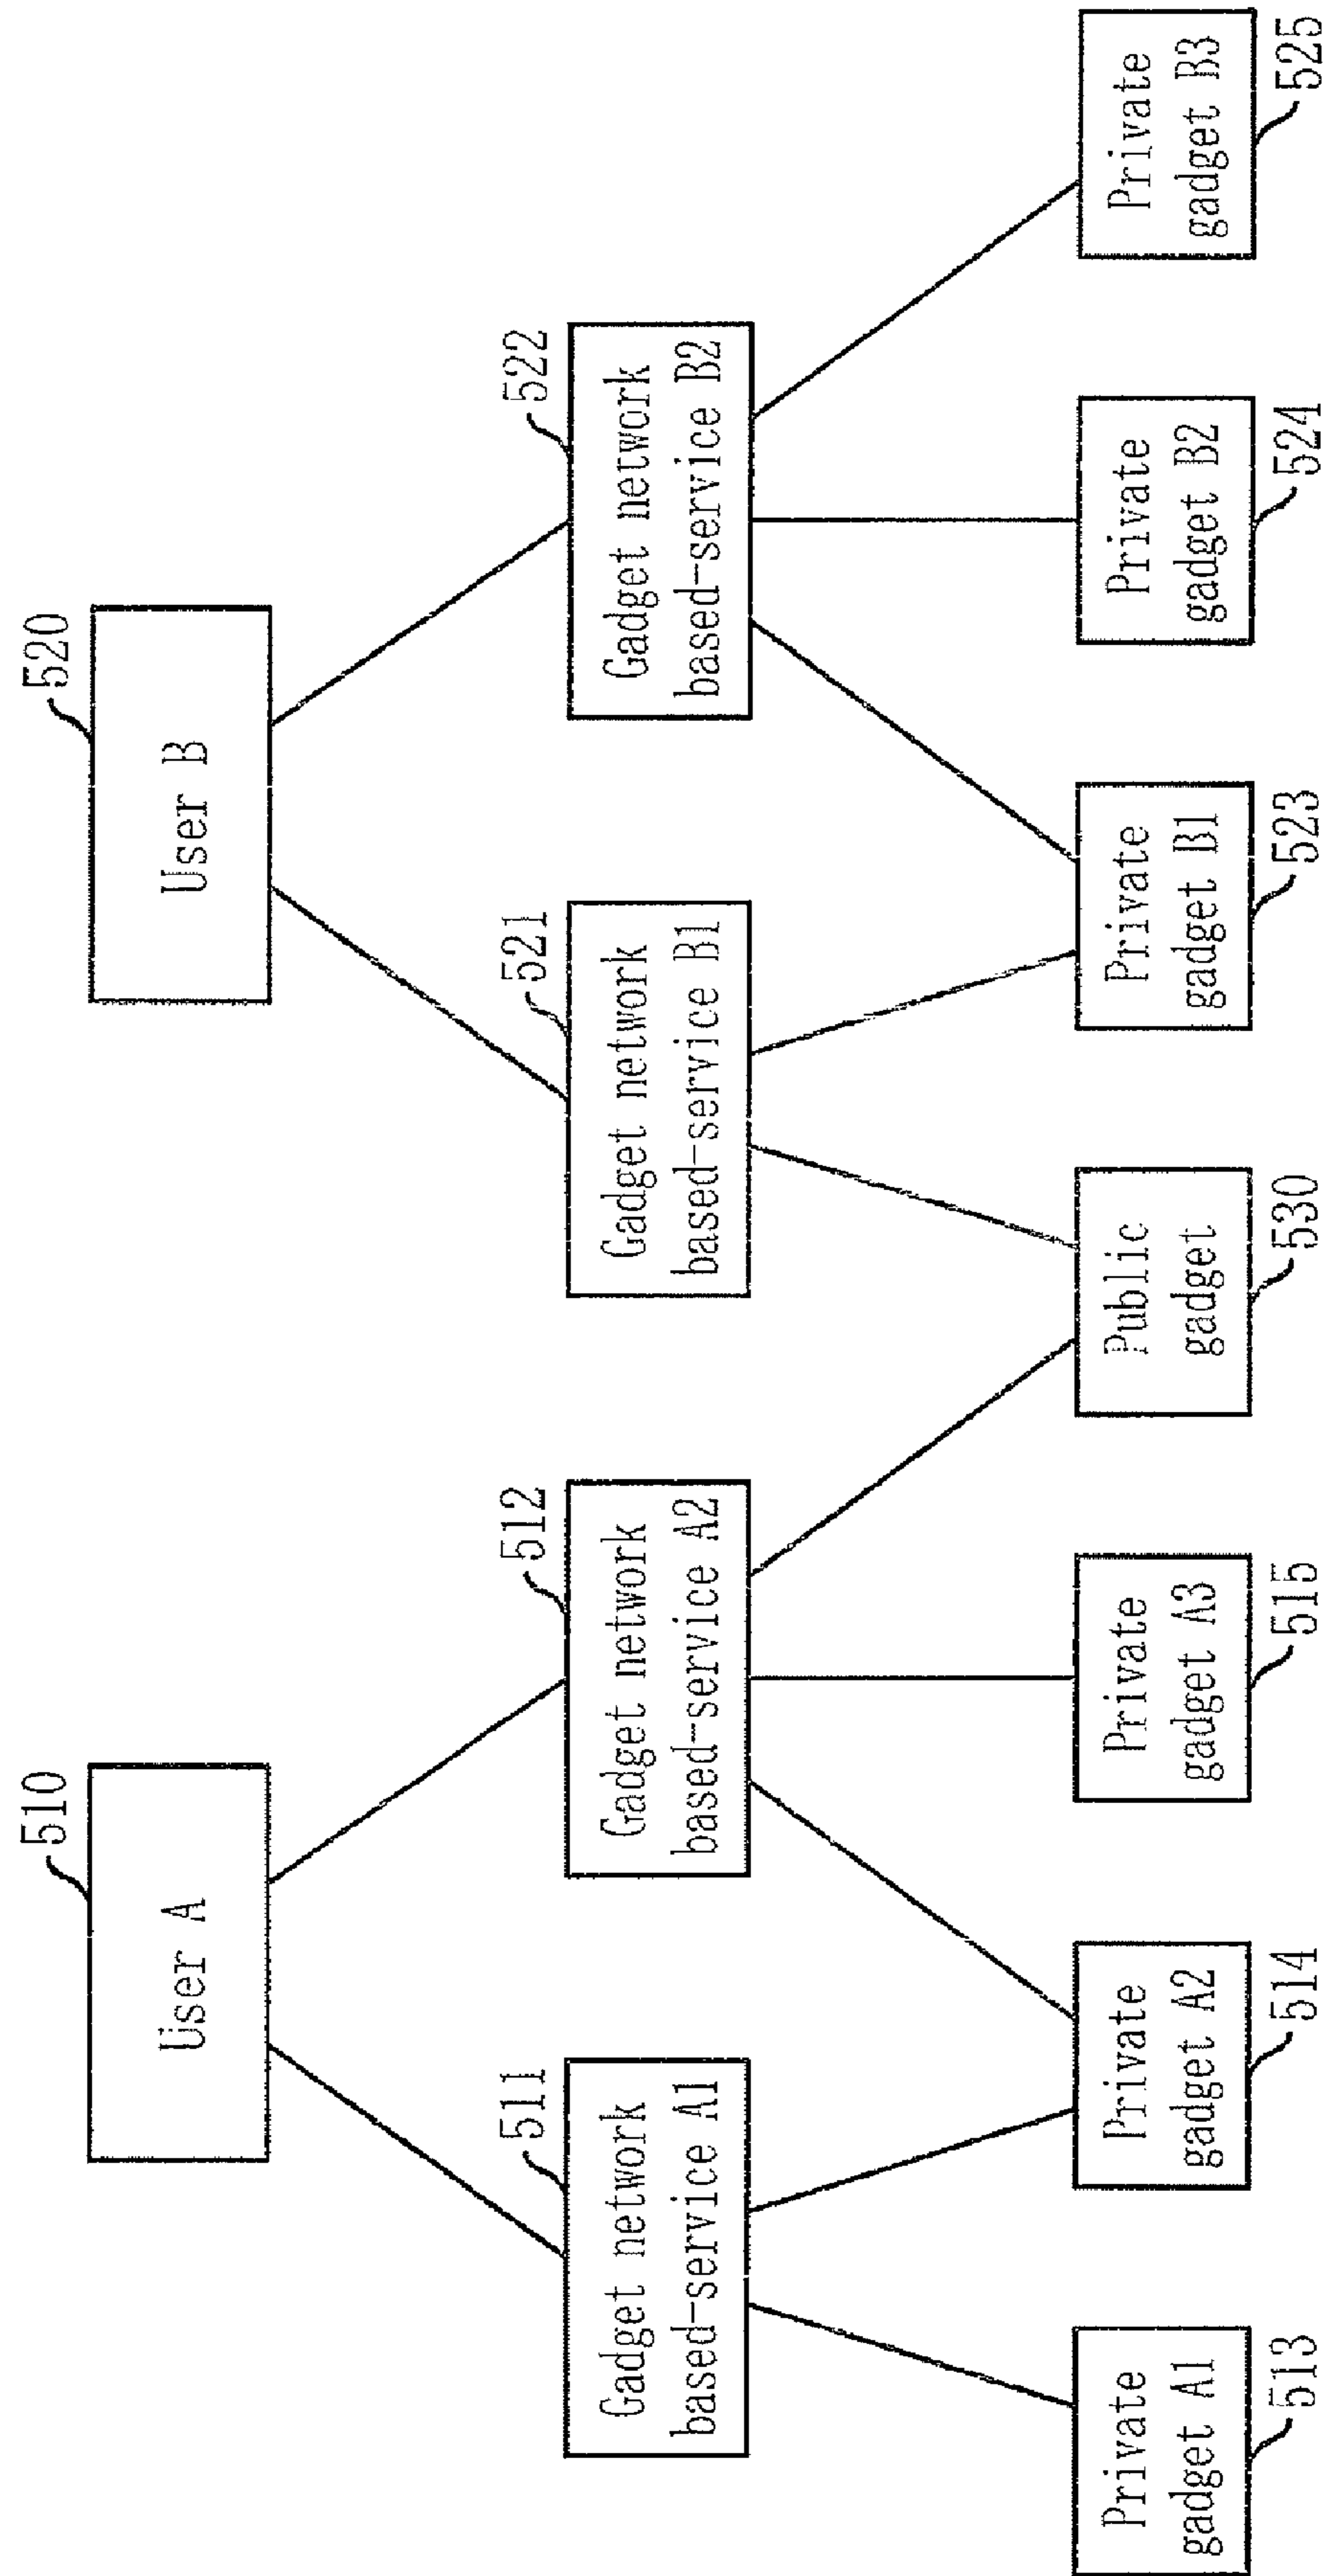 510
User A
520
User B
511
Gadget network
based-service A1
512
Gadget network
based-service A2
521
Gadget network
based-service B1
522
Gadget network
based-service B2
Private
gadget A1
513
Private
gadget A2
514
Private
gadget A3
515
Public
gadget
530
Private
gadget B1
523
Private
gadget B2
524
Private
gadget B3
525